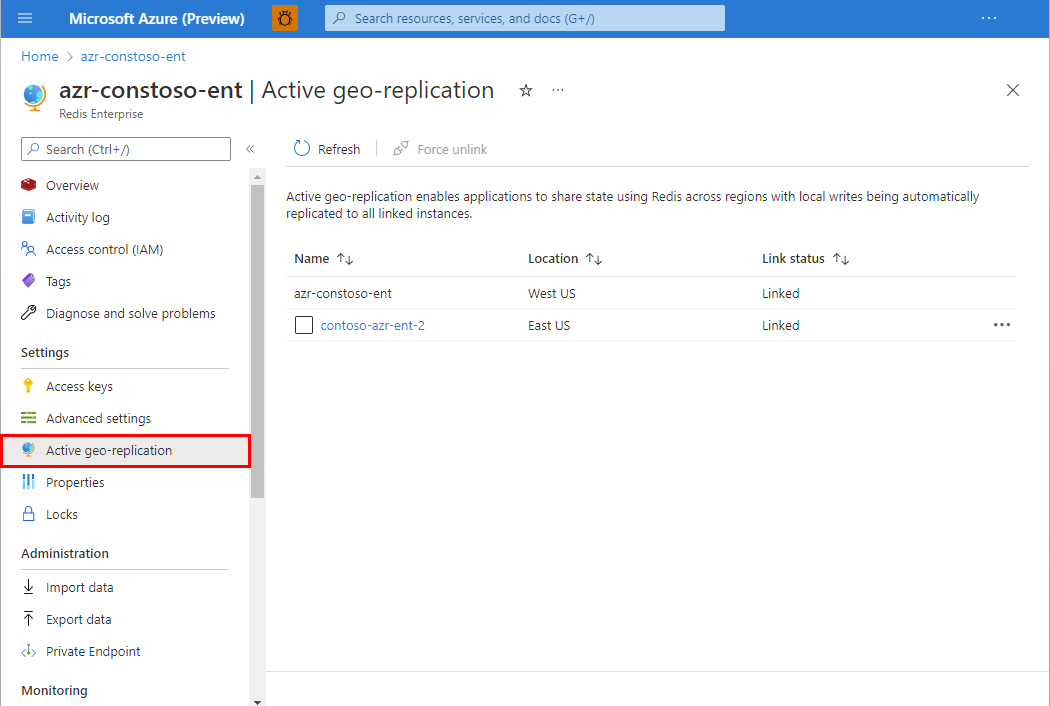 Microsoft Azure (Preview)
Search resources, services, and docs (G+/)
Home > azr-constoso-ent
azr-constoso-ent | Active geo-replication
Redis Enterprise
Search (Ctrl+/)
Overview
Activity log
Access control (IAM)
Tags
Diagnose and solve problems
Settings
Access keys
Advanced settings
Active geo-replication
Properties
Locks
Administration
Import data
Export data
Private Endpoint
Monitoring
Refresh
Force unlink
Active geo-replication enables applications to share state using Redis across regions with local writes being automatically
replicated to all linked instances.
Name Location Link status
azr-constoso-ent West US Linked
contoso-azr-ent-2 East US Linked